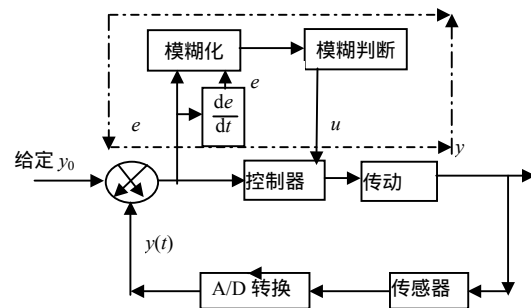 模糊化
模糊判断
e
de
dt
e
u
y
给定 y0
控制器
传动
y(t)
A/D 转换
传感器